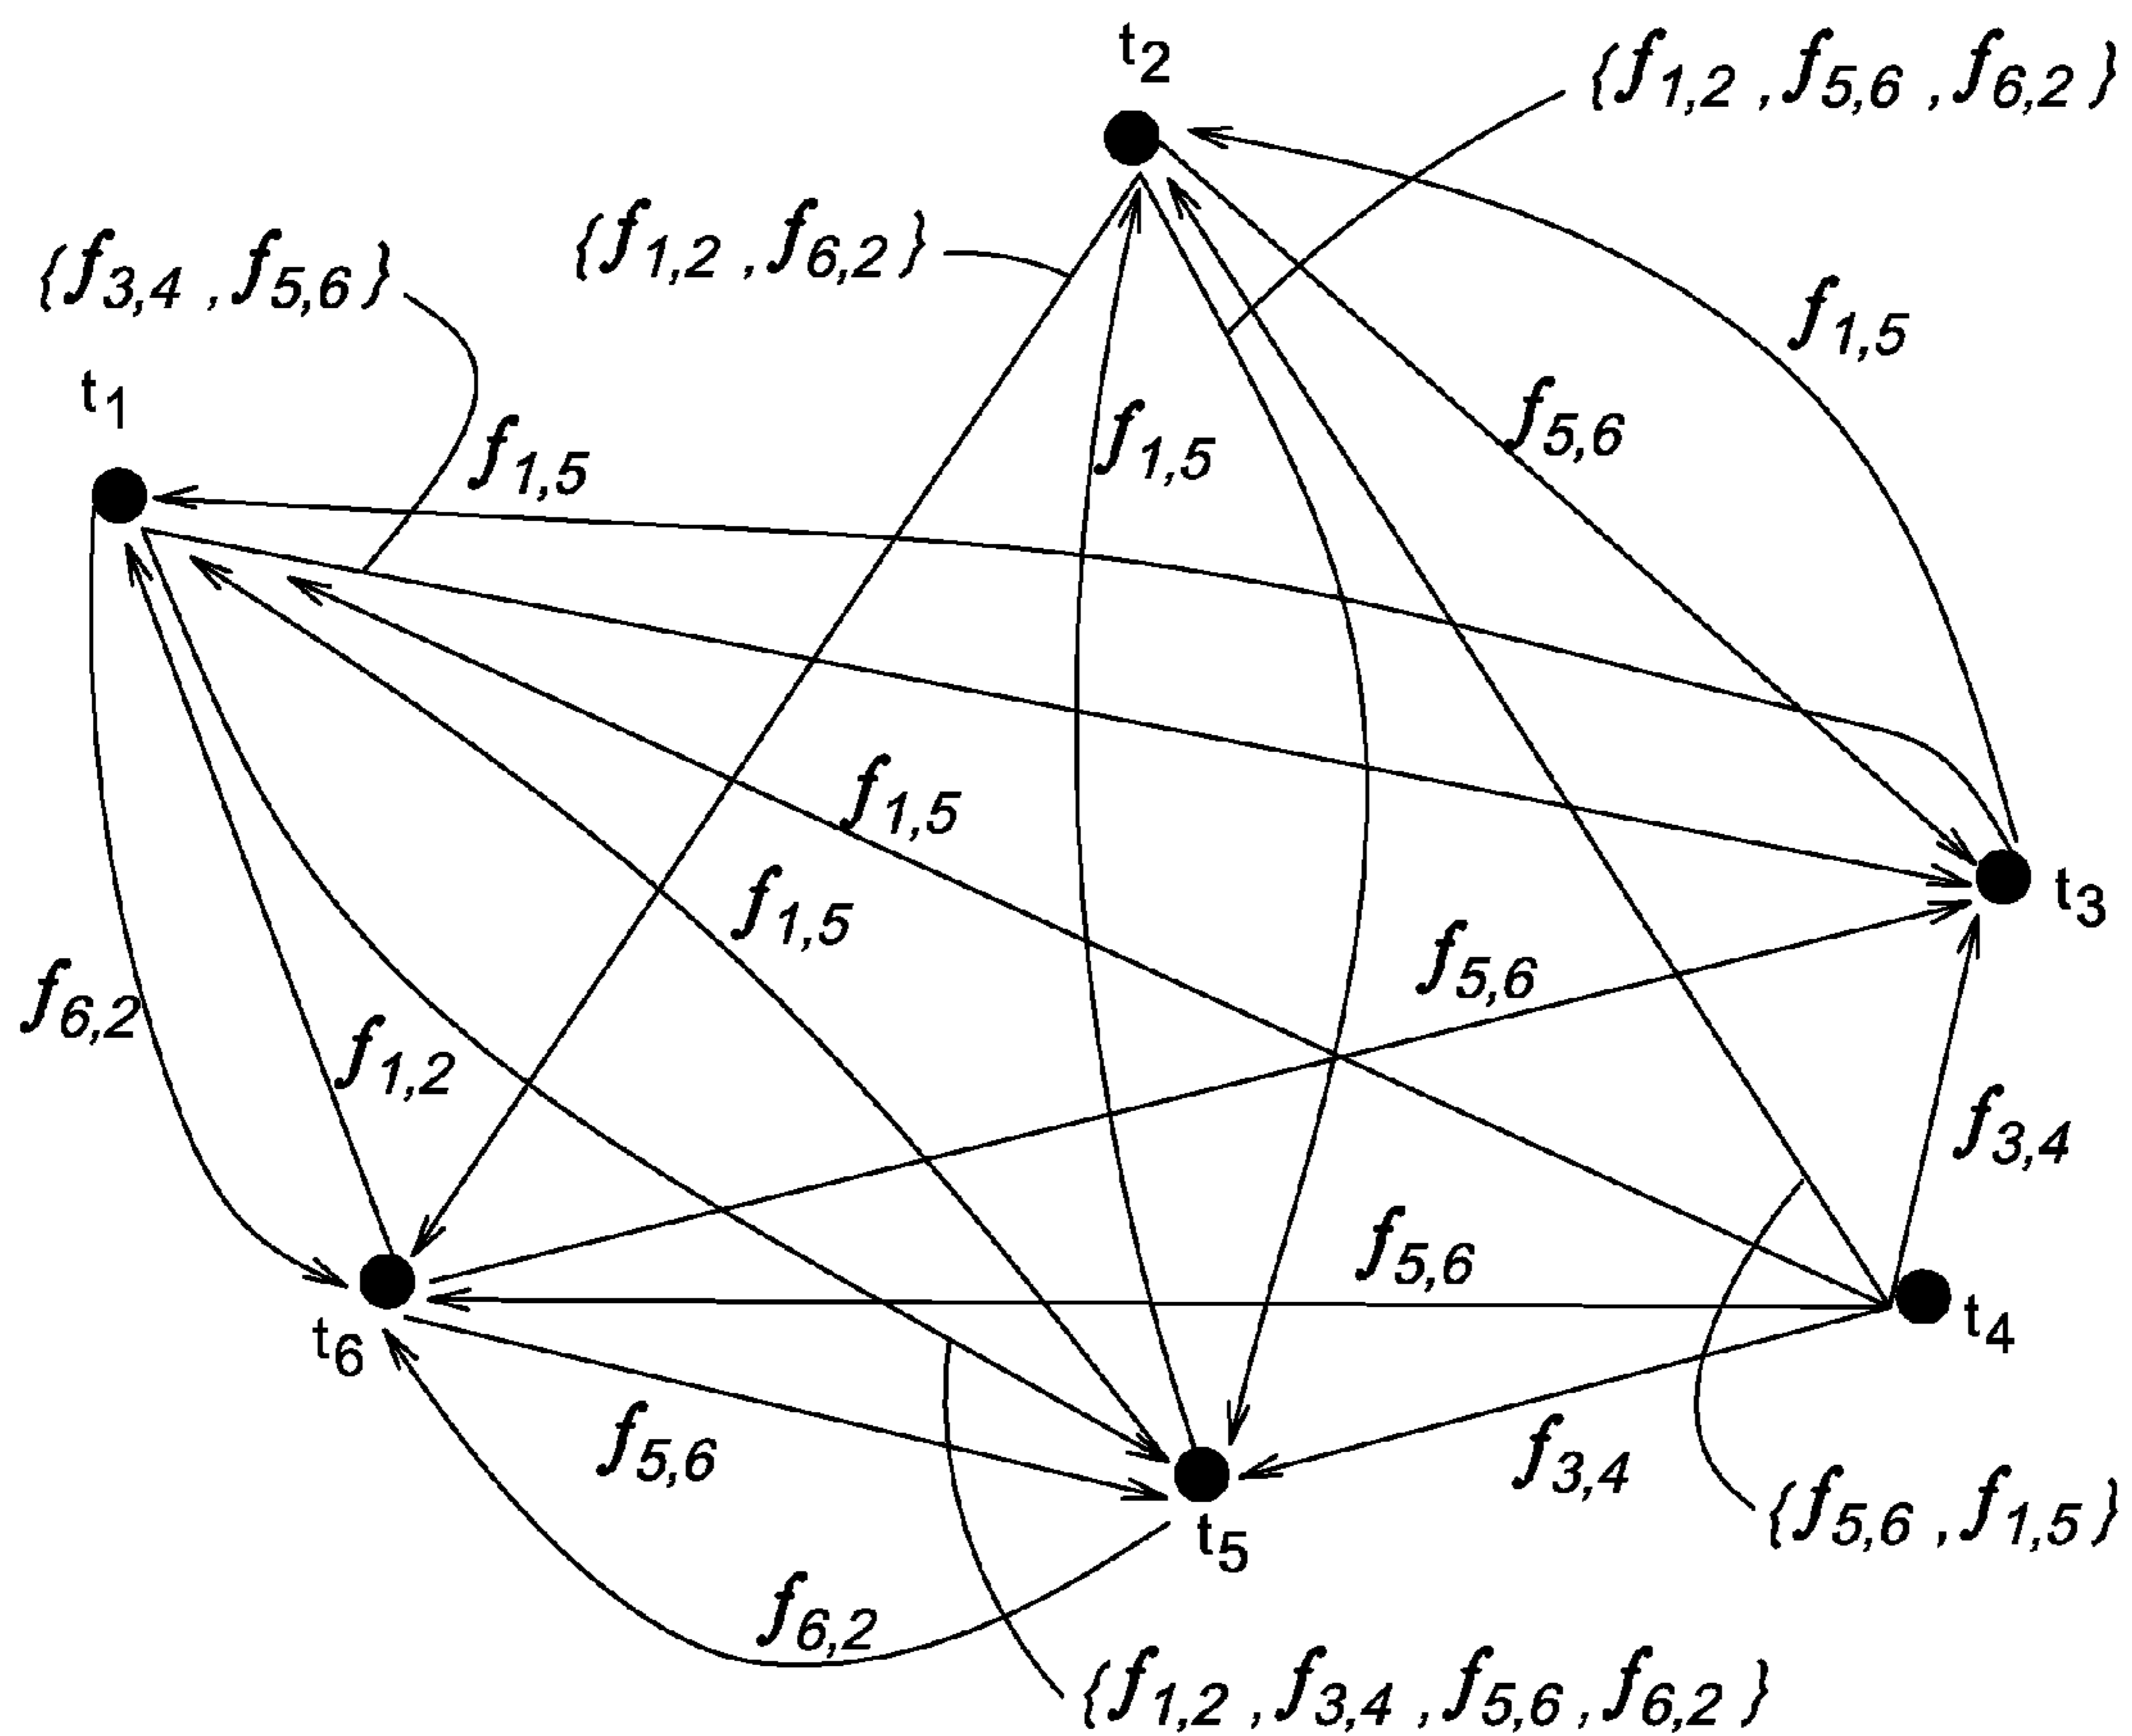 t2
{f1,2 , f5,6 , f6,2 }
{f3,4 , f5,6 }
{f1,2 , f6,2 }
f1,5
t1
f1,5
f1,5
f5,6
f1,5
f1,5
t3
f5,6
f6,2
f1,2
f3,4
f5,6
t4
t6
f5,6
f3,4
t5
{f5,6 , f1,5 }
f6,2
{f1,2 , f3,4 , f5,6 , f6,2 }